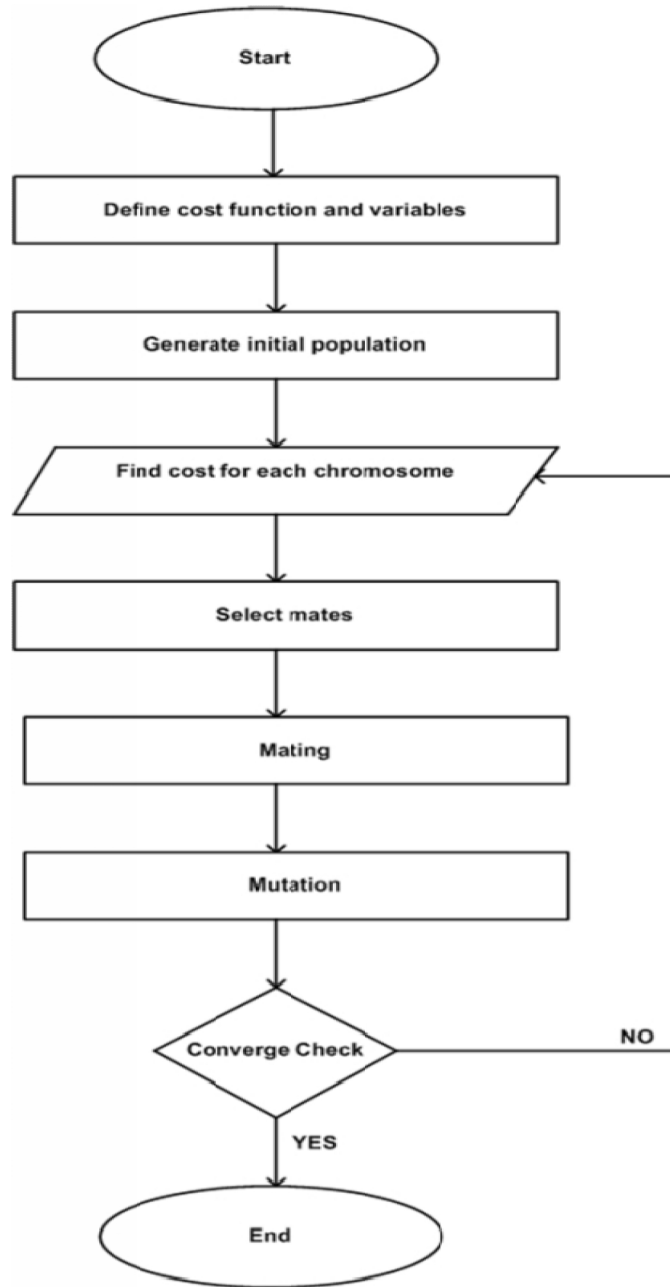 Start
Define cost function and variables
Generate initial population
Find cost for each chromosome
Select mates
Mating
Mutation
Converge Check
NO
YES
End